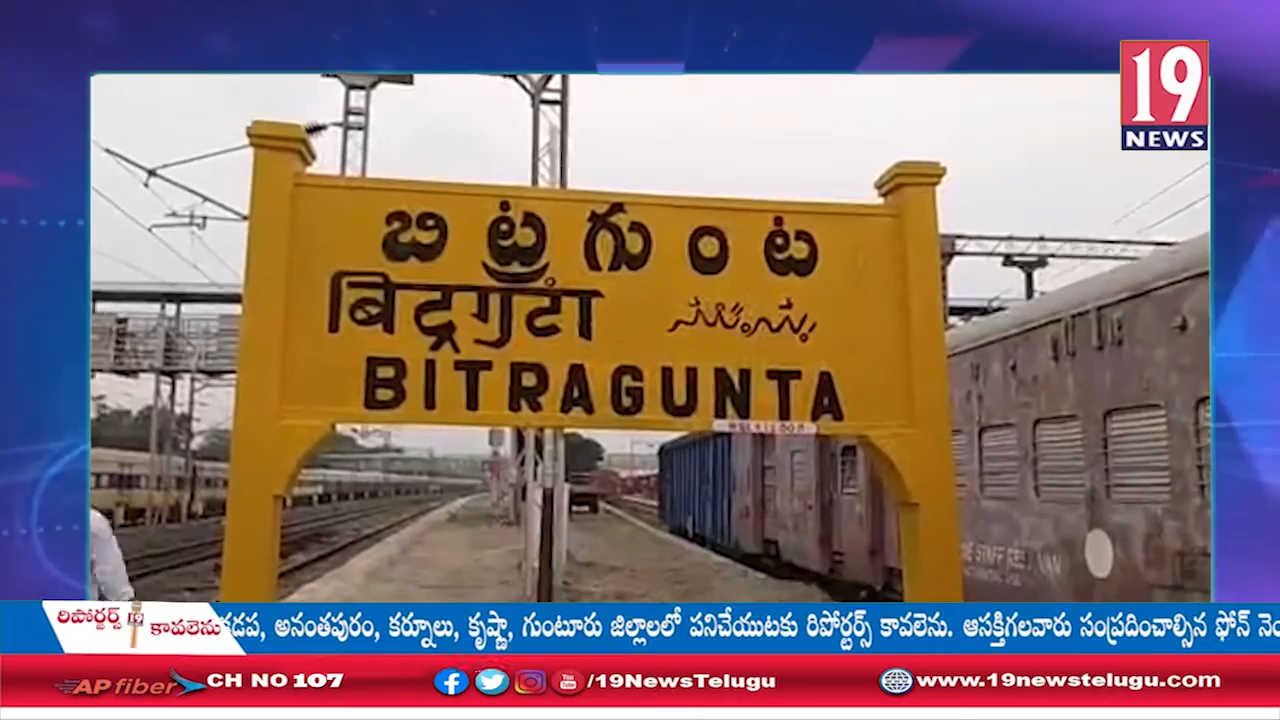 19
NEWS
బిట్రగుంట
बिट्रगुंटा
BITRAGUNTA
రిపోర్టర్స్
కావలెను
కడప, అనంతపురం, కర్నూలు, కృష్ణా, గుంటూరు జిల్లాలలో పనిచేయుటకు రిపోర్టర్స్ కావలెను. ఆసక్తిగలవారు సంప్రదించాల్సిన ఫోన్ నెం
AP fiber CH NO 107
/19NewsTelugu
www.19newstelugu.com